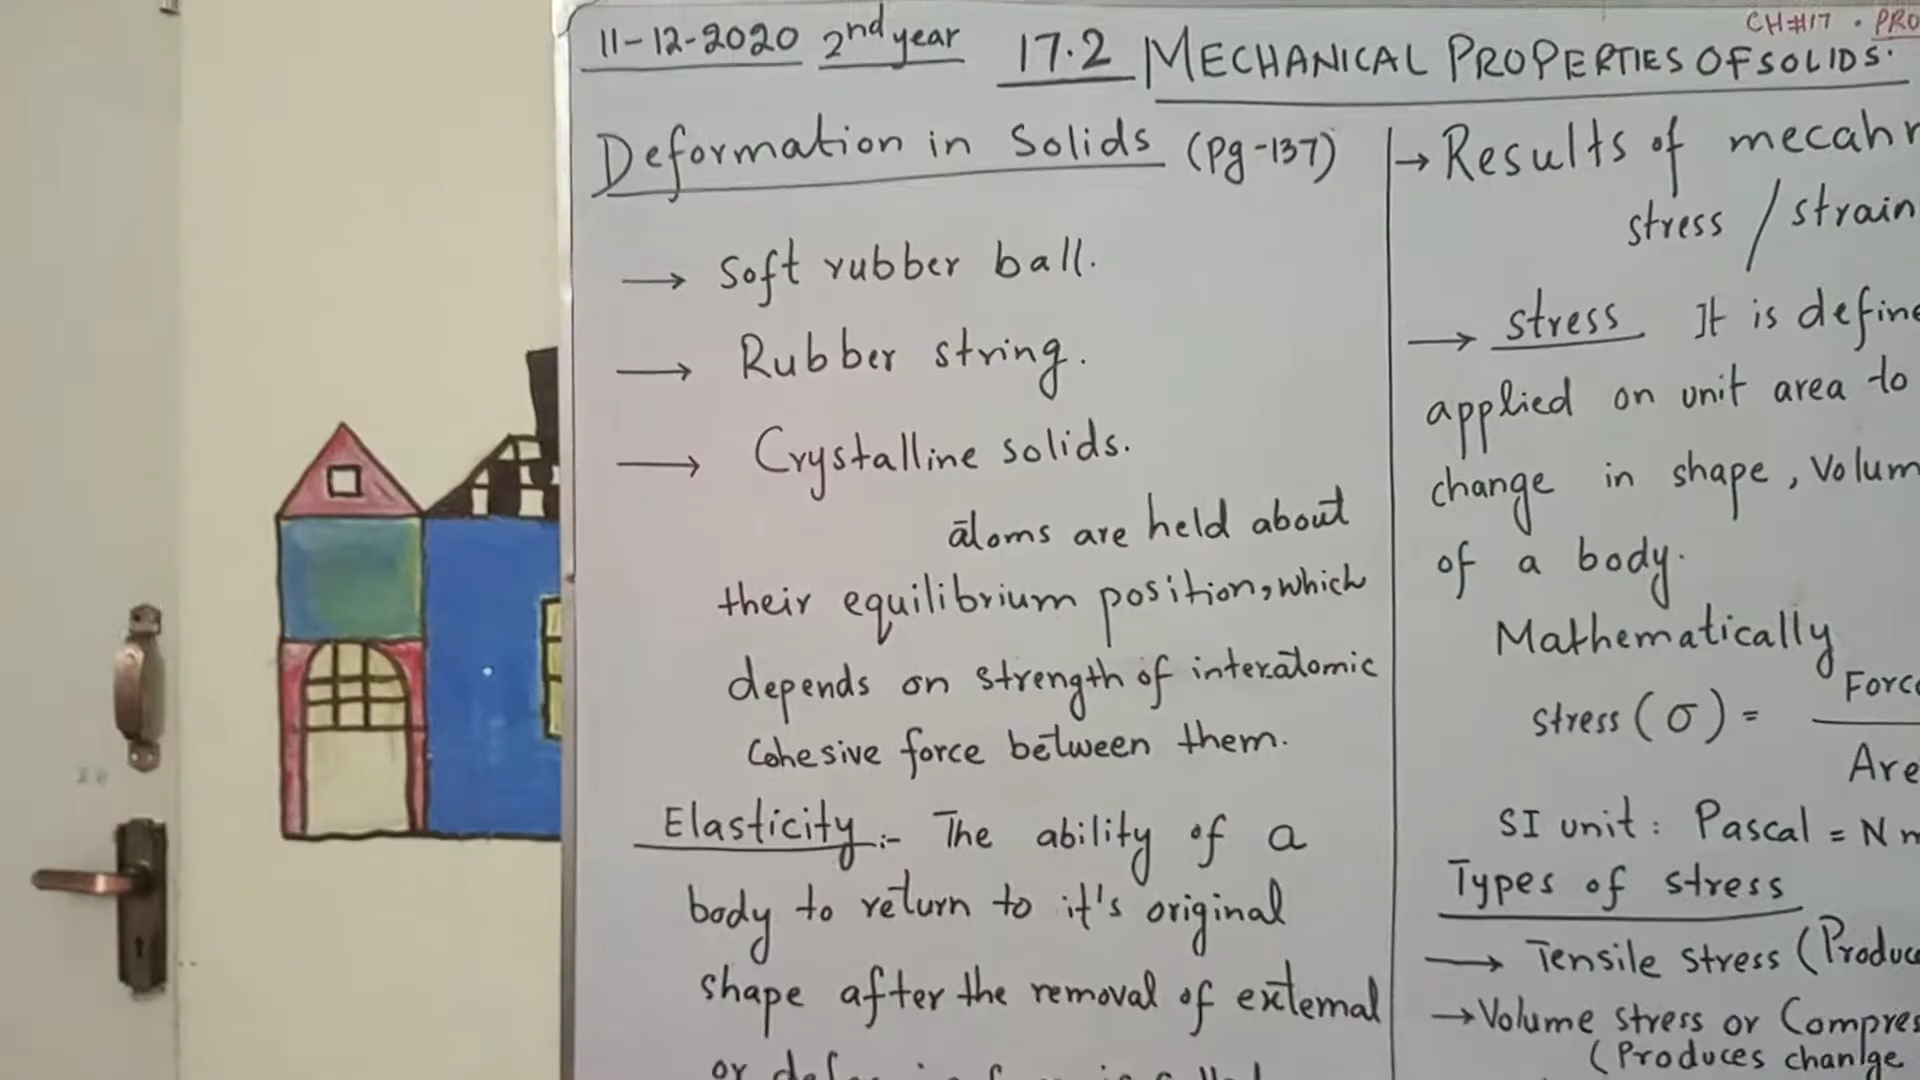 CH#17 . PRO
11-12-2020 2nd year 17.2 MECHANICAL PROPERTIES OF SOLIDS.
Deformation in Solids (Pg-137)
→ Soft rubber ball.
→ Rubber string.
→ Crystalline solids.
atoms are held about
their equilibrium position, which
depends on strength of interatomic
Cohesive force between them.
Elasticity:- The ability of a
body to return to it's original
shape after the removal of external
→ Results of mecahn
stress / strain
→ stress It is define
applied on unit area to
change in shape, Volum
of a body.
Mathematically
stress (σ) = Force
Are
SI unit: Pascal = N m
Types of stress
→ Tensile stress (Produce
→ Volume stress or Compres
(Produces change